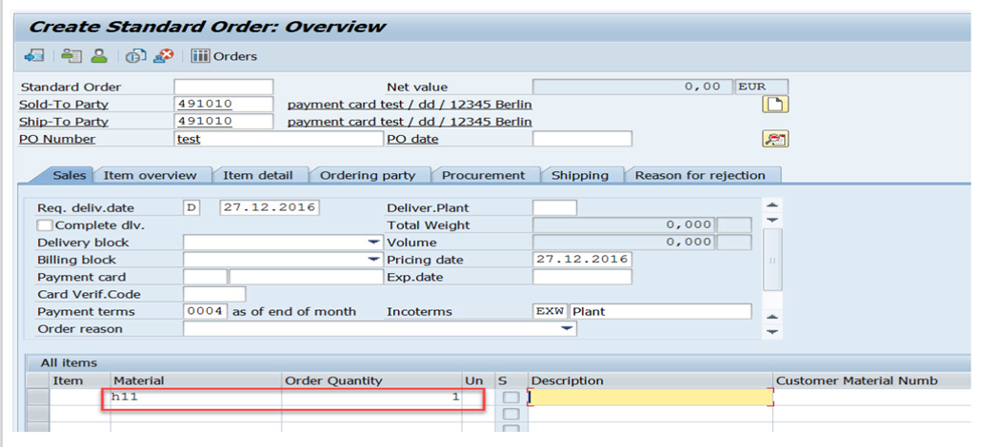 Create Standard Order: Overview
Orders
Standard Order Net value 0,00 EUR
Sold-To Party 491010 payment card test / dd / 12345 Berlin
Ship-To Party 491010 payment card test / dd / 12345 Berlin
PO Number test PO date
Sales Item overview Item detail Ordering party Procurement Shipping Reason for rejection
Req. deliv.date D 27.12.2016 Deliver.Plant
Complete dlv. Total Weight 0,000
Delivery block Volume 0,000
Billing block Pricing date 27.12.2016
Payment card Exp.date
Card Verif.Code
Payment terms 0004 as of end of month Incoterms EXW Plant
Order reason
All items
Item Material Order Quantity Un S Description Customer Material Numb
h11 1